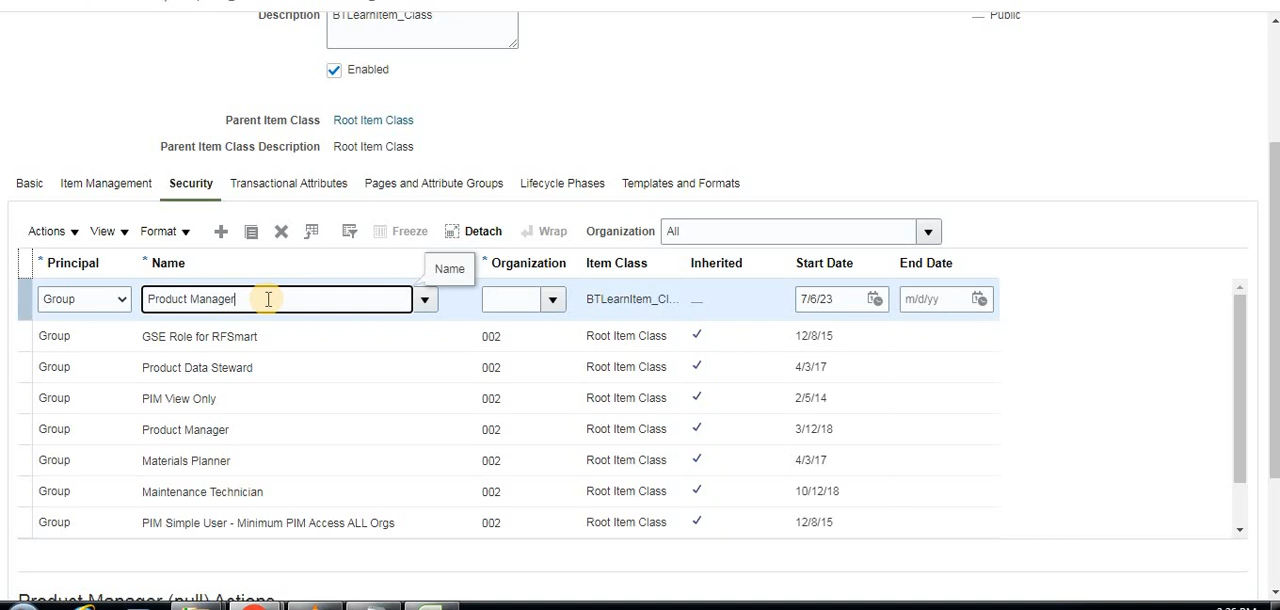 Description BTLearnItem_Class Public
Enabled
Parent Item Class Root Item Class
Parent Item Class Description Root Item Class
Basic Item Management Security Transactional Attributes Pages and Attribute Groups Lifecycle Phases Templates and Formats
Actions View Format Freeze Detach Wrap Organization All
* Principal * Name * Organization Item Class Inherited Start Date End Date
Name
Group Product Manager BTLearnItem_Cl... 7/6/23 m/d/yy
Group GSE Role for RFSmart 002 Root Item Class 12/8/15
Group Product Data Steward 002 Root Item Class 4/3/17
Group PIM View Only 002 Root Item Class 2/5/14
Group Product Manager 002 Root Item Class 3/12/18
Group Materials Planner 002 Root Item Class 4/3/17
Group Maintenance Technician 002 Root Item Class 10/12/18
Group PIM Simple User - Minimum PIM Access ALL Orgs 002 Root Item Class 12/8/15
Product Manager (null) Actions